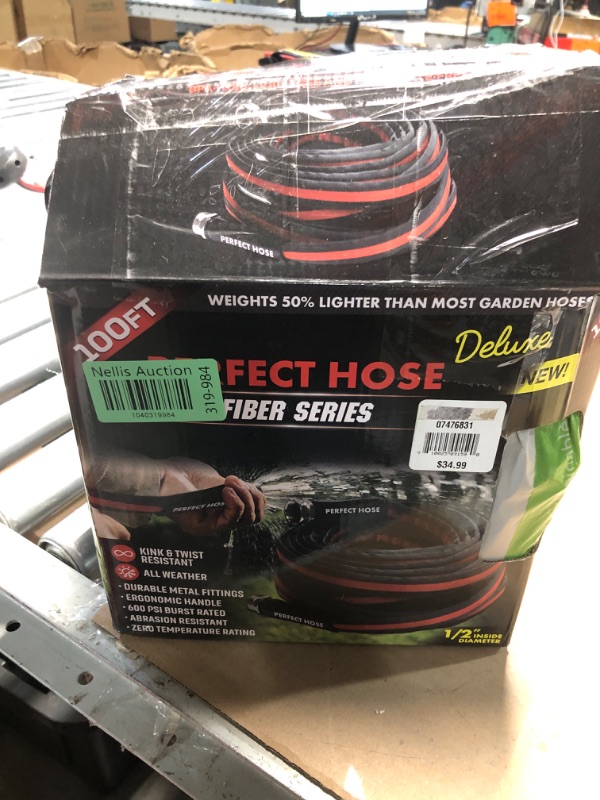 PERFECT HOSE
WEIGHTS 50% LIGHTER THAN MOST GARDEN HOSES
100FT
Deluxe
NEW!
FECT HOSE
FIBER SERIES
Nellis Auction
1040319984
319-984
07476831
$34.99
PERFECT HOS
PERFECT HOSE
KINK & TWIST
RESISTANT
ALL WEATHER
• DURABLE METAL FITTINGS
• ERGONOMIC HANDLE
• 600 PSI BURST RATED
• ABRASION RESISTANT
• ZERO TEMPERATURE RATING
PERFECT HOSE
1/2" INSIDE
DIAMETER